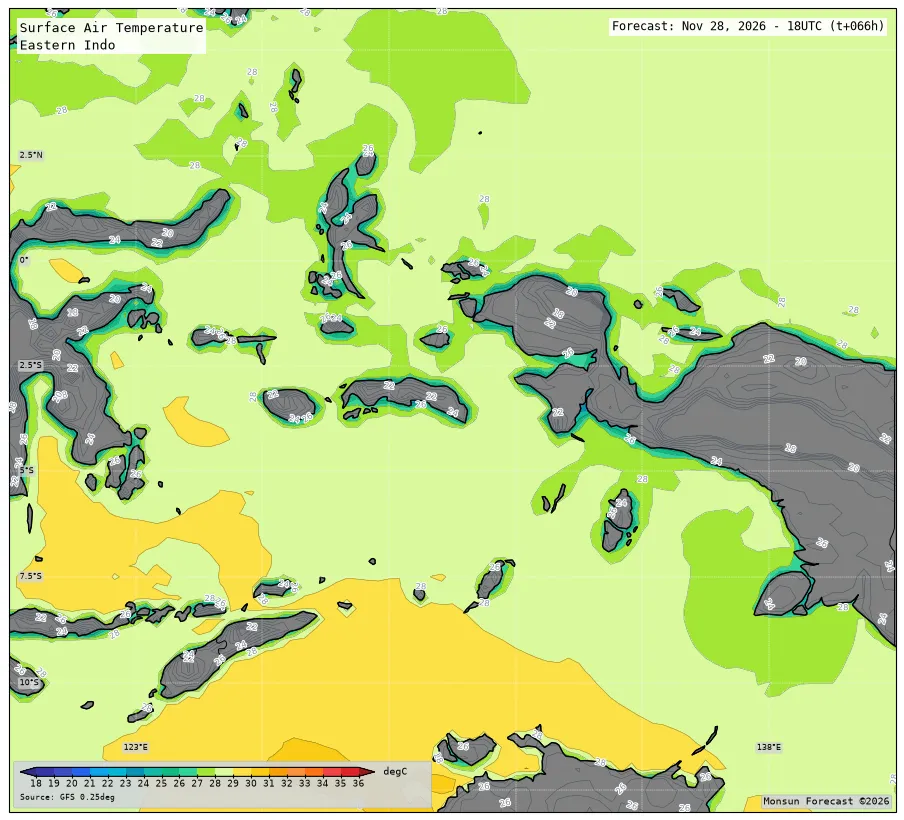 Surface Air Temperature
Eastern Indo
Forecast: Nov 28, 2026 - 18UTC (t+066h)
2.5°N
0°
2.5°S
5°S
7.5°S
10°S
123°E
138°E
18 19 20 21 22 23 24 25 26 27 28 29 30 31 32 33 34 35 36
degC
Source: GFS 0.25deg
Monsun Forecast ©2026